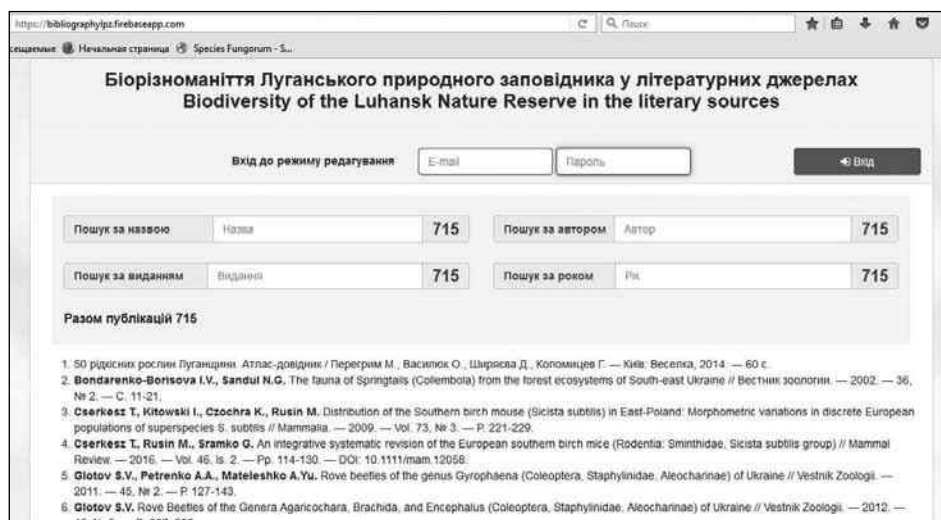 https://bibliographylpz.firebaseapp.com
Поиск
сещаемые Начальная страница Species Fungorum - S...
Біорізноманіття Луганського природного заповідника у літературних джерелах
Biodiversity of the Luhansk Nature Reserve in the literary sources
Вхід до режиму редагування E-mail Пароль Вхід
Пошук за назвою Назва 715 Пошук за автором Автор 715
Пошук за виданням Видання 715 Пошук за роком Рік 715
Разом публікацій 715
1. 50 рідкісних рослин Луганщини. Атлас-довідник / Перегрим М., Василюк О., Ширяєва Д., Коломицев Г. — Київ: Веселка, 2014. — 60 с.
2. Bondarenko-Borisova I.V., Sandul N.G. The fauna of Springtails (Collembola) from the forest ecosystems of South-east Ukraine // Вестник зоологии. — 2002. — 36,
№ 2. — С. 11-21.
3. Cserkesz T., Kitowski I., Czochra K., Rusin M. Distribution of the Southern birch mouse (Sicista subtilis) in East-Poland: Morphometric variations in discrete European
populations of superspecies S. subtilis // Mammalia. — 2009. — Vol. 73, № 3. — P. 221-229.
4. Cserkesz T., Rusin M., Sramko G. An integrative systematic revision of the European southern birch mice (Rodentia: Sminthidae, Sicista subtilis group) // Mammal
Review. — 2016. — Vol. 46, Is. 2. — Pp. 114-130. — DOI: 10.1111/mam.12058.
5. Glotov S.V., Petrenko A.A., Mateleshko A.Yu. Rove beetles of the genus Gyrophaena (Coleoptera, Staphylinidae, Aleocharinae) of Ukraine // Vestnik Zoologii. —
2011. — 45, № 2. — P. 127-143.
6. Glotov S.V. Rove Beetles of the Genera Agaricochara, Brachida, and Encephalus (Coleoptera, Staphylinidae, Aleocharinae) of Ukraine // Vestnik Zoologii. — 2012. —